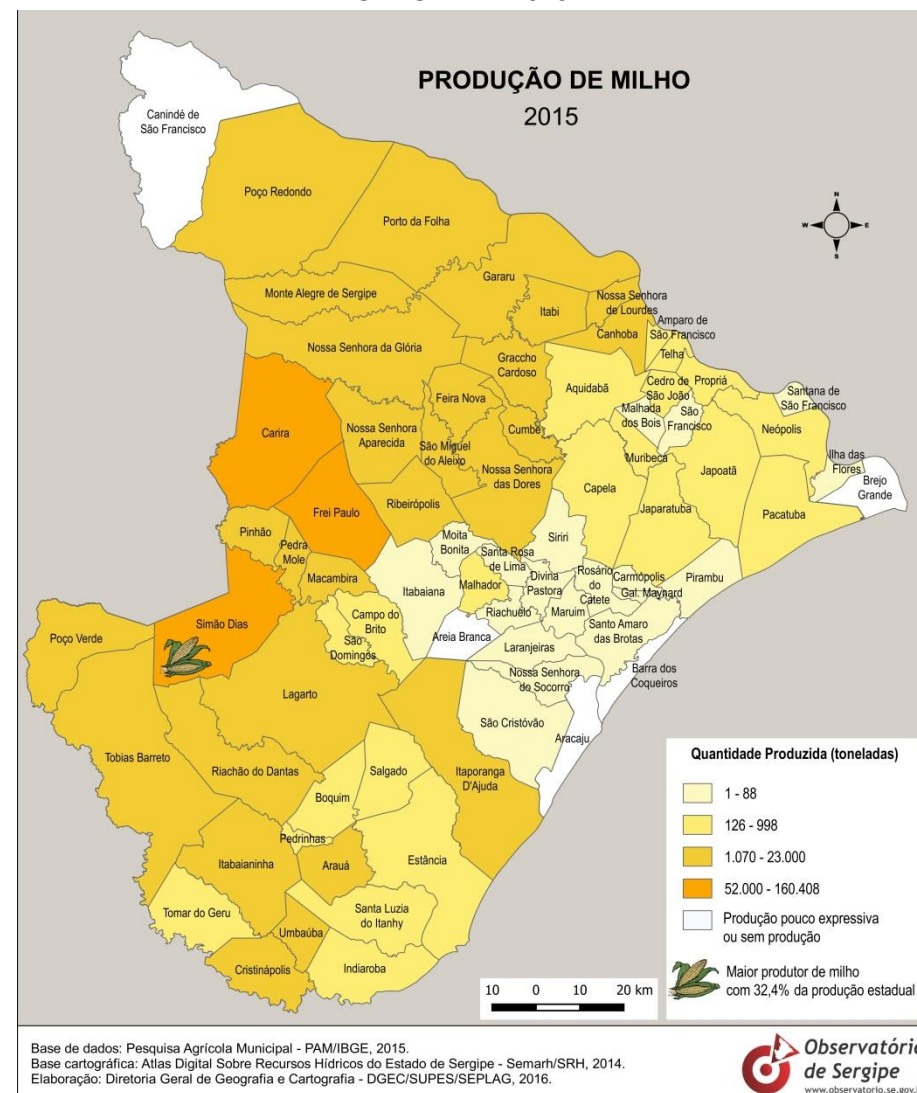 PRODUÇÃO DE MILHO
2015
Canindé de
São Francisco
Poço Redondo
Porto da Folha
N
W
E
S
Gararu
Monte Alegre de Sergipe
Itabi
Nossa Senhora
de Lourdes
Amparo de
São Francisco
Canhoba
Nossa Senhora da Glória
Telha
Graccho
Cardoso
Aquidabã
Cedro de
São João
Propriá
Santana de
São Francisco
Feira Nova
Malhada
dos Bois
São
Francisco
Neópolis
Carira
Nossa Senhora
Aparecida
São Miguel
do Aleixo
Cumbe
Muribeca
Ilha das
Flores
Nossa Senhora
das Dores
Japoatã
Brejo
Grande
Capela
Frei Paulo
Ribeirópolis
Japaratuba
Pacatuba
Pinhão
Pedra
Mole
Moita
Bonita
Siriri
Santa Rosa
de Lima
Macambira
Itabaiana
Malhador
Divina
Pastora
Rosário
do
Catete
Carmópolis
Pirambu
Gal. Maynard
Riachuelo
Maruim
Campo do
Brito
Simão Dias
Poço Verde
São
Domingos
Areia Branca
Santo Amaro
das Brotas
Laranjeiras
Barra dos
Coqueiros
Nossa Senhora
do Socorro
Lagarto
São Cristóvão
Aracaju
Tobias Barreto
Riachão do Dantas
Salgado
Itaporanga
D'Ajuda
Boquim
Pedrinhas
Itabaianinha
Arauá
Estância
Tomar do Geru
Santa Luzia
do Itanhy
Umbaúba
Cristinápolis
Indiaroba
Quantidade Produzida (toneladas)
1 - 88
126 - 998
1.070 - 23.000
52.000 - 160.408
Produção pouco expressiva
ou sem produção
Maior produtor de milho
com 32,4% da produção estadual
10 0 10 20 km
Base de dados: Pesquisa Agrícola Municipal - PAM/IBGE, 2015.
Base cartográfica: Atlas Digital Sobre Recursos Hídricos do Estado de Sergipe - Semarh/SRH, 2014.
Elaboração: Diretoria Geral de Geografia e Cartografia - DGEC/SUPES/SEPLAG, 2016.
Observatório
de Sergipe